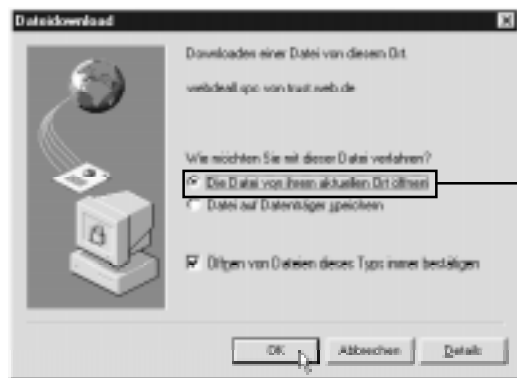 Dateidownload
Downloaden einer Datei von diesem Ort
webdeall.spc von trust.web.de
Wie möchten Sie mit dieser Datei verfahren?
Die Datei von ihrem aktuellen Ort öffnen
Datei auf Datenträger speichern
Öffnen von Dateien dieses Typs immer bestätigen
OK
Abbrechen
Details